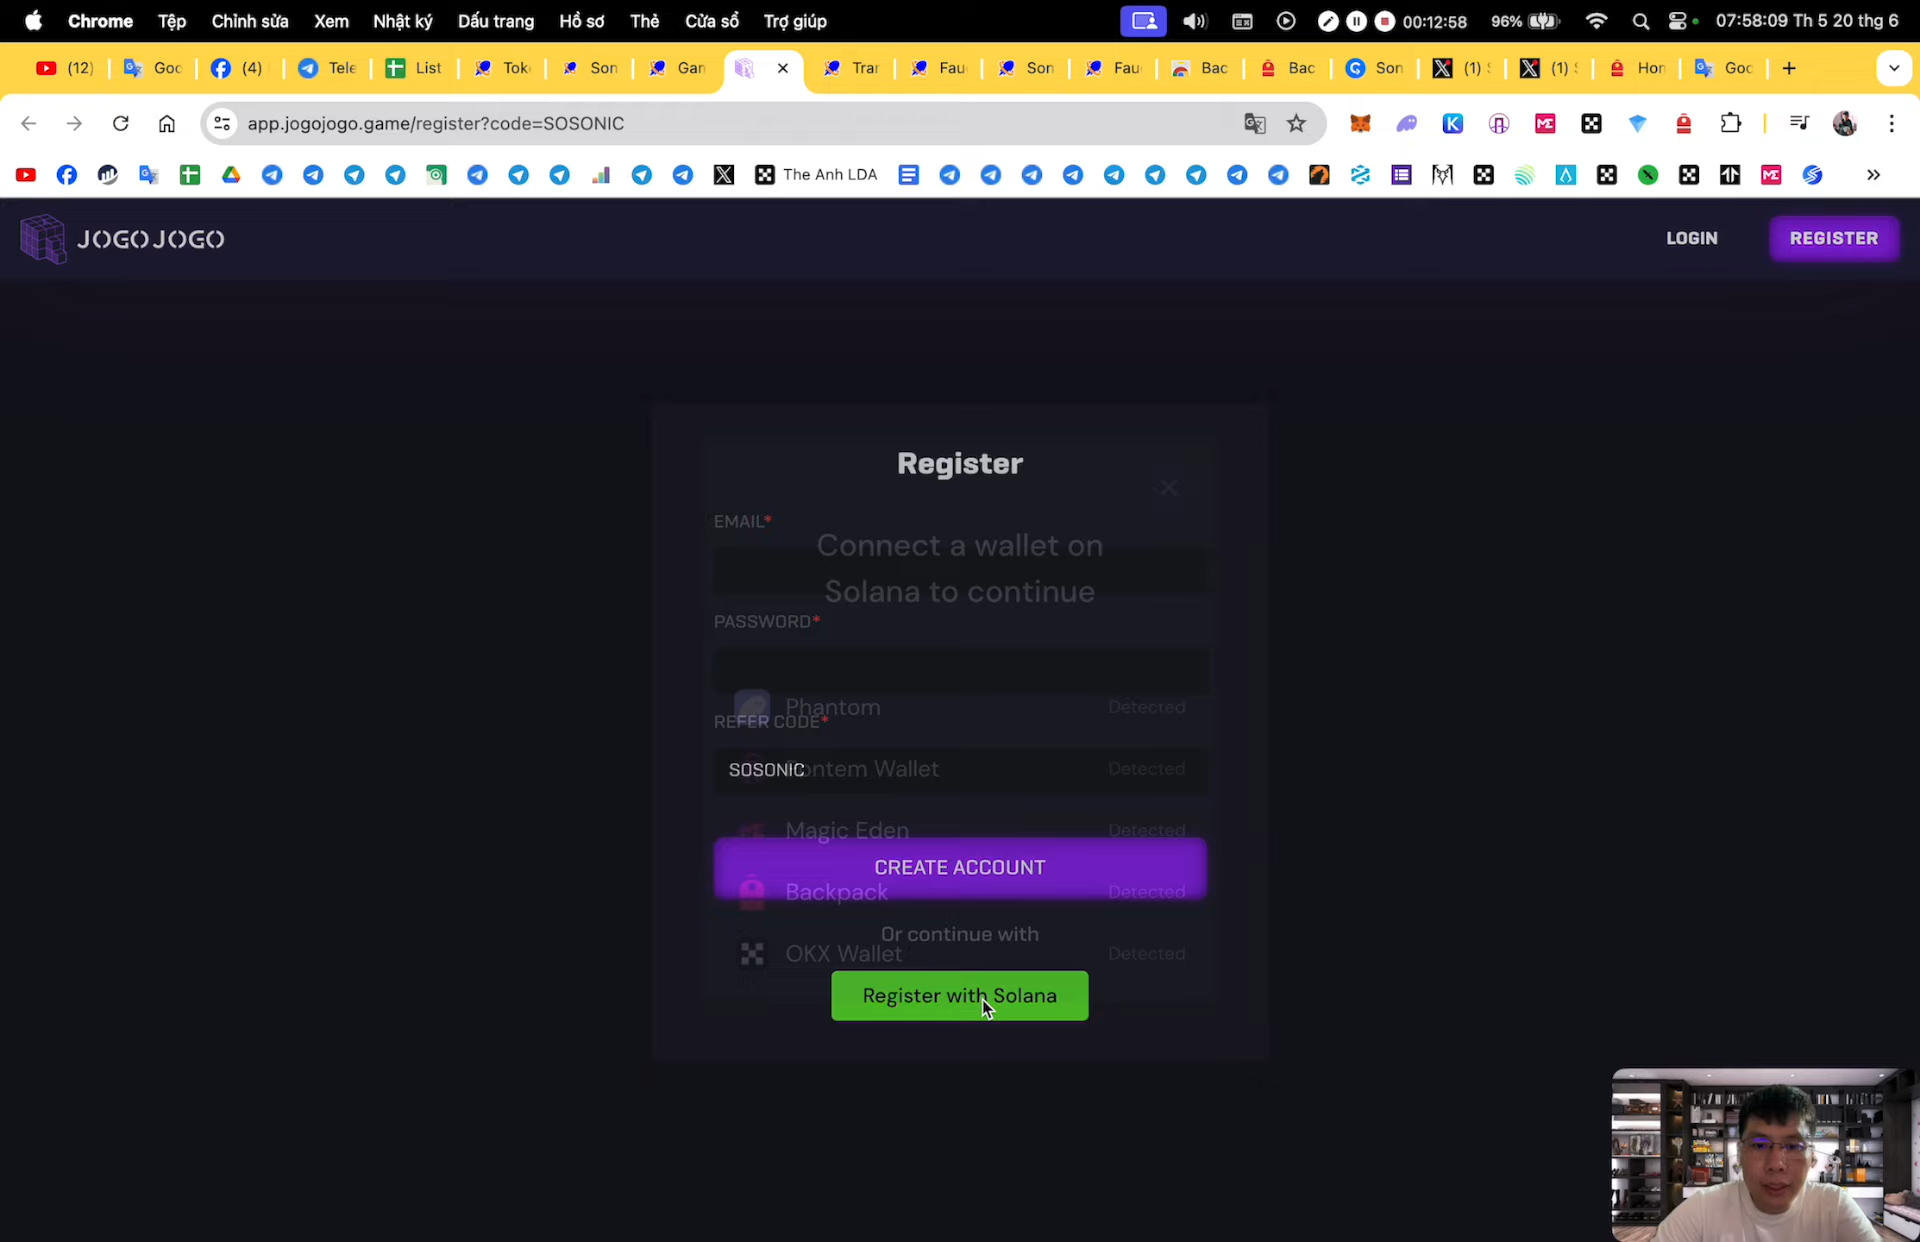 Chrome Tệp Chỉnh sửa Xem Nhật ký Dấu trang Hồ sơ Thẻ Cửa sổ Trợ giúp 00:12:58 96% 07:58:09 Th 5 20 thg 6
(12) Goc (4) Tele List Tok Son Gan Tran Fau Son Fau Bac Bac Son (1) (1) Hon Goc
app.jogojogo.game/register?code=SOSONIC
The Anh LDA
JOGOJOGO LOGIN REGISTER
Register
EMAIL*
Connect a wallet on
Solana to continue
PASSWORD*
Phantom Detected
REFER CODE*
SOSONIC
Pontem Wallet Detected
Magic Eden Detected
CREATE ACCOUNT
Backpack Detected
Or continue with
OKX Wallet Detected
Register with Solana